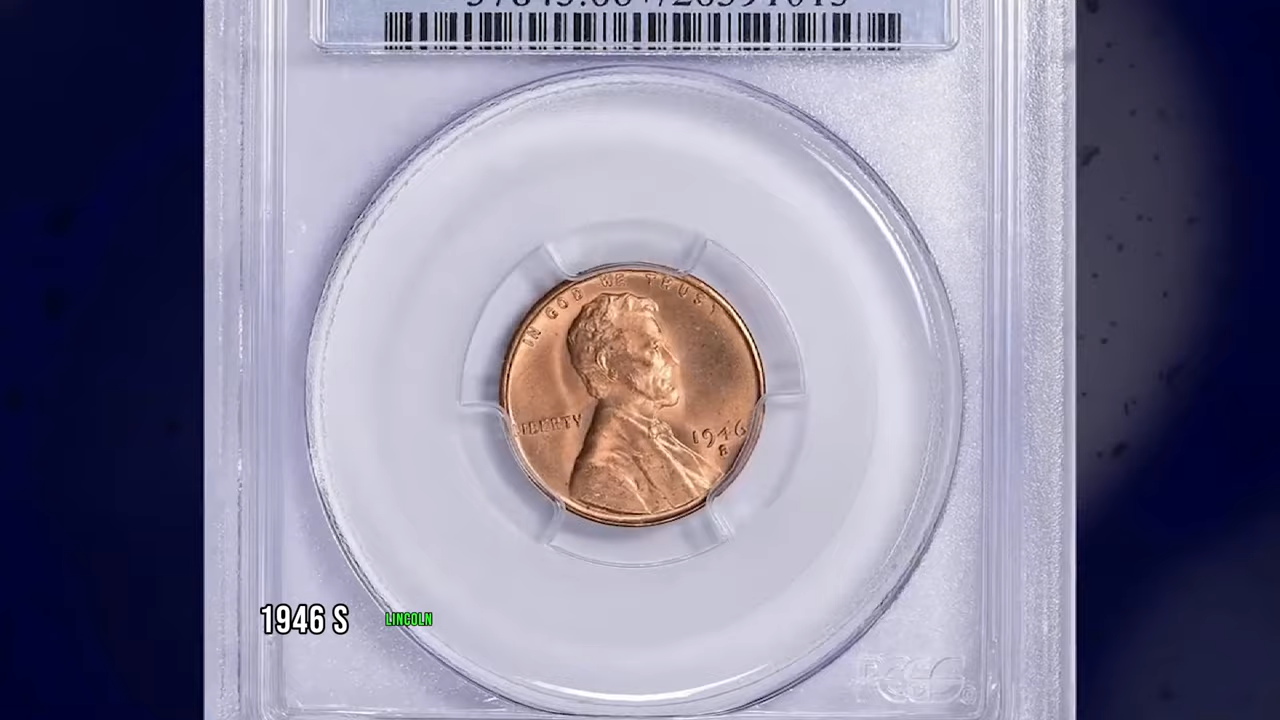 IN GOD WE TRUST
LIBERTY
1946
S
1946 S LINCOLN
PCGS